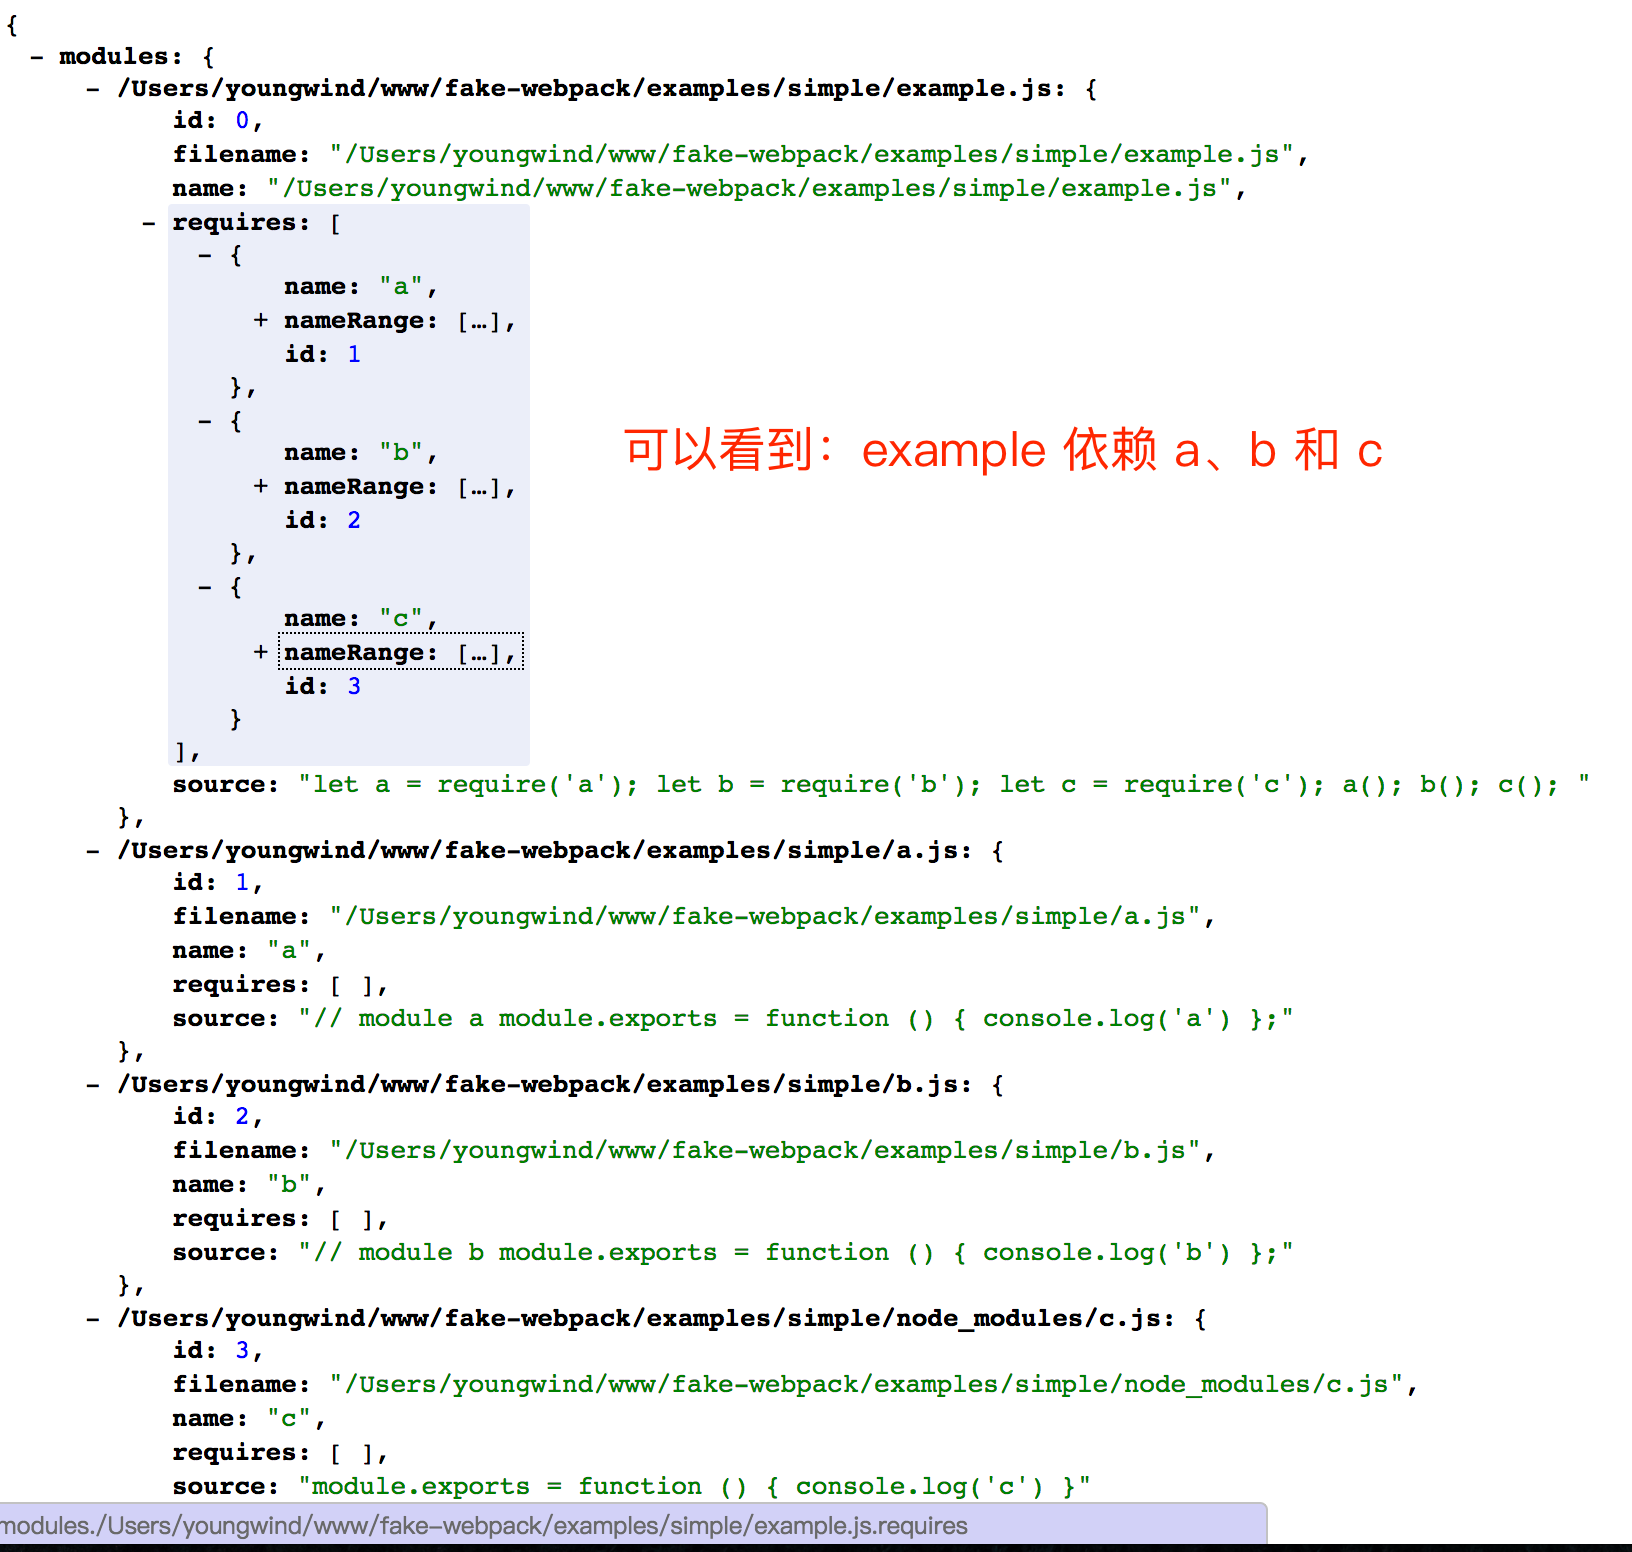 {
- modules: {
- /Users/youngwind/www/fake-webpack/examples/simple/example.js: {
id: 0,
filename: "/Users/youngwind/www/fake-webpack/examples/simple/example.js",
name: "/Users/youngwind/www/fake-webpack/examples/simple/example.js",
- requires: [
- {
name: "a",
+ nameRange: […],
id: 1
},
- {
name: "b",
+ nameRange: […],
id: 2
},
- {
name: "c",
+ nameRange: […],
id: 3
}
],
可以看到：example 依赖 a、b 和 c
source: "let a = require('a'); let b = require('b'); let c = require('c'); a(); b(); c(); "
},
- /Users/youngwind/www/fake-webpack/examples/simple/a.js: {
id: 1,
filename: "/Users/youngwind/www/fake-webpack/examples/simple/a.js",
name: "a",
requires: [ ],
source: "// module a module.exports = function () { console.log('a') };"
},
- /Users/youngwind/www/fake-webpack/examples/simple/b.js: {
id: 2,
filename: "/Users/youngwind/www/fake-webpack/examples/simple/b.js",
name: "b",
requires: [ ],
source: "// module b module.exports = function () { console.log('b') };"
},
- /Users/youngwind/www/fake-webpack/examples/simple/node_modules/c.js: {
id: 3,
filename: "/Users/youngwind/www/fake-webpack/examples/simple/node_modules/c.js",
name: "c",
requires: [ ],
source: "module.exports = function () { console.log('c') }"
modules./Users/youngwind/www/fake-webpack/examples/simple/example.js.requires